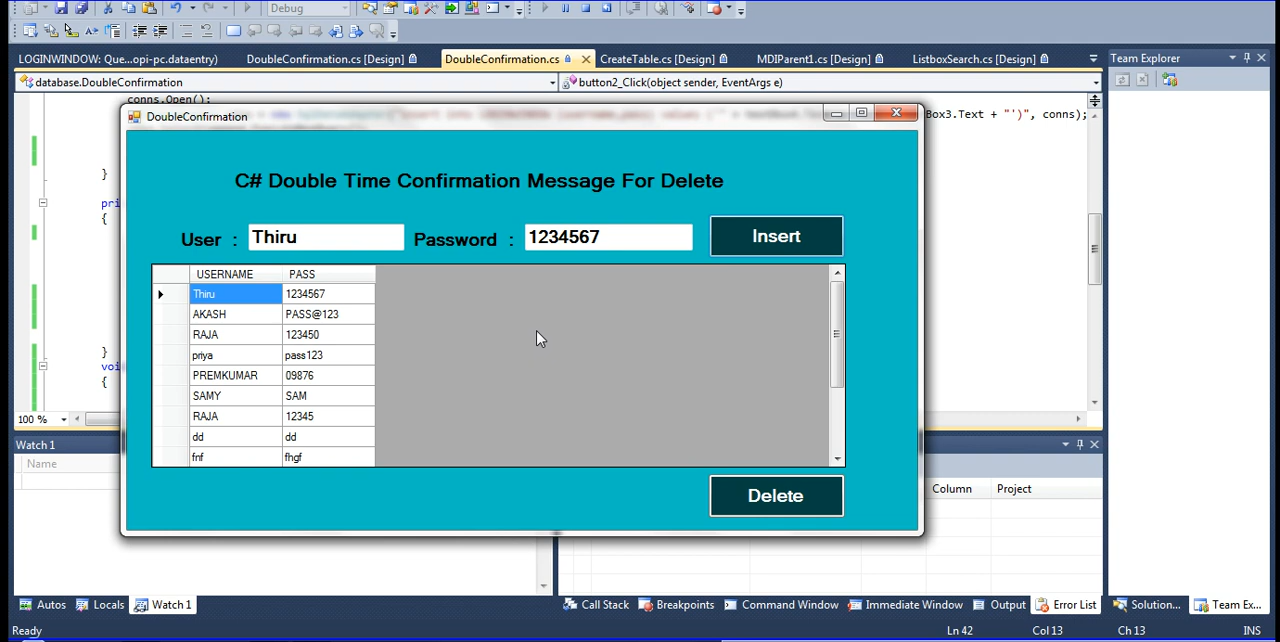 Debug
LOGINWINDOW: Que...opi-pc.dataentry)
DoubleConfirmation.cs [Design]
DoubleConfirmation.cs
CreateTable.cs [Design]
MDIParent1.cs [Design]
ListboxSearch.cs [Design]
Team Explorer
database.DoubleConfirmation
button2_Click(object sender, EventArgs e)
conns.Open();
Box3.Text + "')", conns);
DoubleConfirmation
}
C# Double Time Confirmation Message For Delete
pri
{
User : Thiru Password : 1234567 Insert
USERNAME PASS
Thiru 1234567
AKASH PASS@123
RAJA 123450
priya pass123
PREMKUMAR 09876
SAMY SAM
RAJA 12345
dd dd
fnf fhgf
}
voi
{
100 %
Watch 1
Name
Delete
Column Project
Autos Locals Watch 1
Call Stack Breakpoints Command Window Immediate Window Output Error List
Solution... Team Ex...
Ready Ln 42 Col 13 Ch 13 INS